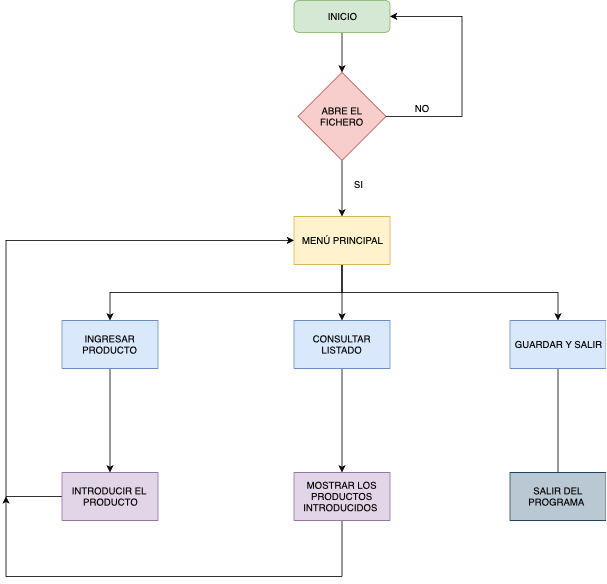 INICIO
ABRE EL
FICHERO
NO
SI
MENÚ PRINCIPAL
INGRESAR
PRODUCTO
CONSULTAR
LISTADO
GUARDAR Y SALIR
INTRODUCIR EL
PRODUCTO
MOSTRAR LOS
PRODUCTOS
INTRODUCIDOS
SALIR DEL
PROGRAMA